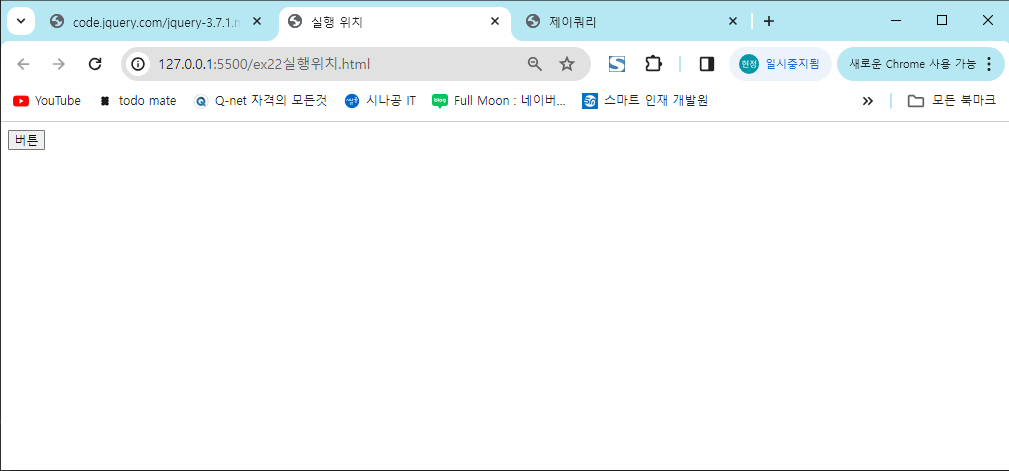 code.jquery.com/jquery-3.7.1.m
실행 위치
제이쿼리
127.0.0.1:5500/ex22실행위치.html
현정
일시중지됨
새로운 Chrome 사용 가능
YouTube
todo mate
Q-net 자격의 모든것
시나공 IT
blog
Full Moon : 네이버...
스마트 인재 개발원
모든 북마크
버튼